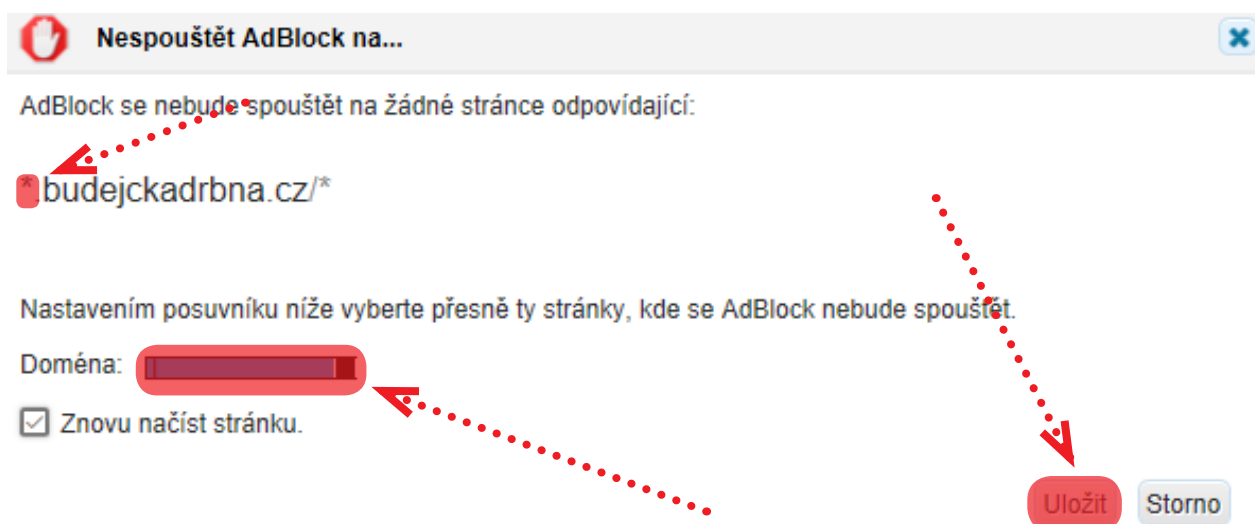 Nespouštět AdBlock na...
AdBlock se nebude spouštět na žádné stránce odpovídající:
*.budejckadrbna.cz/*
Nastavením posuvníku níže vyberte přesně ty stránky, kde se AdBlock nebude spouštět.
Doména:
Znovu načíst stránku.
Uložit Storno